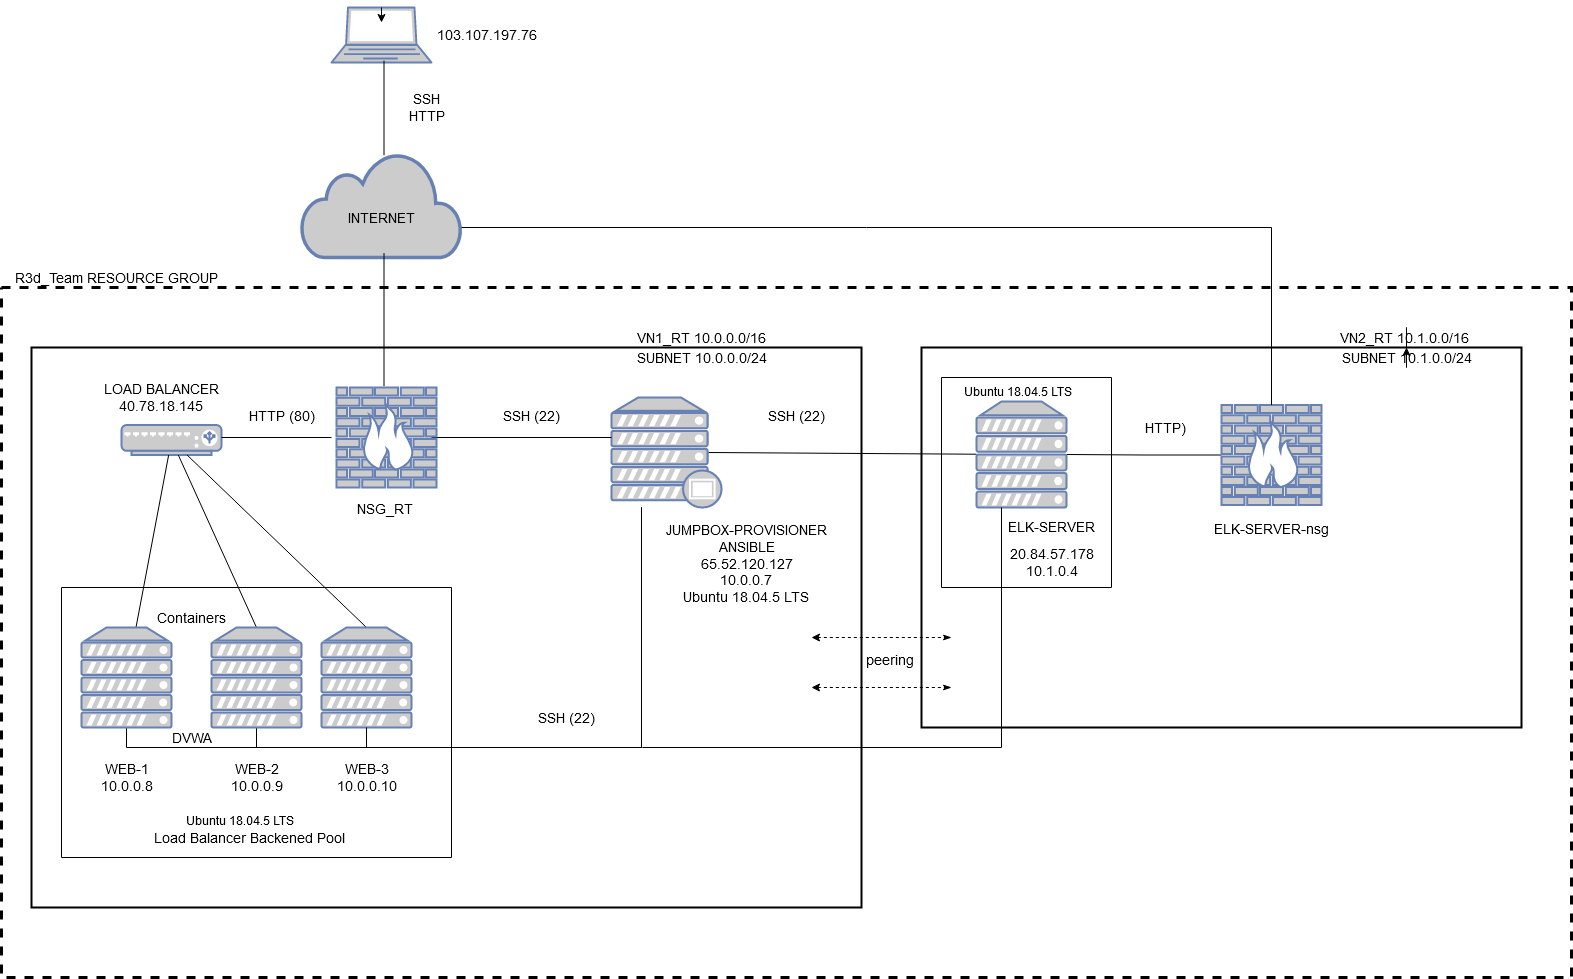 103.107.197.76
SSH
HTTP
INTERNET
R3d_Team RESOURCE GROUP
VN1_RT 10.0.0.0/16
SUBNET 10.0.0.0/24
VN2_RT 10.1.0.0/16
SUBNET 10.1.0.0/24
LOAD BALANCER
40.78.18.145
HTTP (80)
SSH (22)
SSH (22)
Ubuntu 18.04.5 LTS
HTTP)
NSG_RT
JUMPBOX-PROVISIONER
ANSIBLE
65.52.120.127
10.0.0.7
Ubuntu 18.04.5 LTS
ELK-SERVER
20.84.57.178
10.1.0.4
ELK-SERVER-nsg
Containers
peering
SSH (22)
DVWA
WEB-1
10.0.0.8
WEB-2
10.0.0.9
WEB-3
10.0.0.10
Ubuntu 18.04.5 LTS
Load Balancer Backened Pool